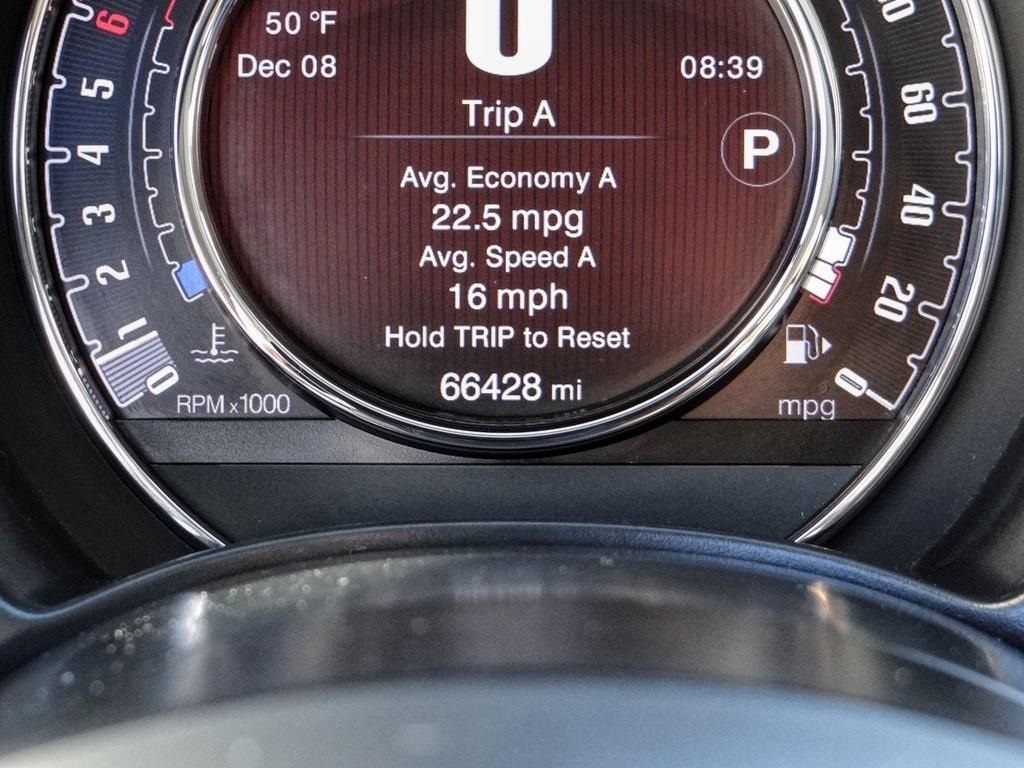 50 °F
0
Dec 08
08:39
Trip A
P
Avg. Economy A
22.5 mpg
Avg. Speed A
16 mph
Hold TRIP to Reset
66428 mi
6
5
4
3
2
1
0
RPM x1000
60
40
20
0
mpg